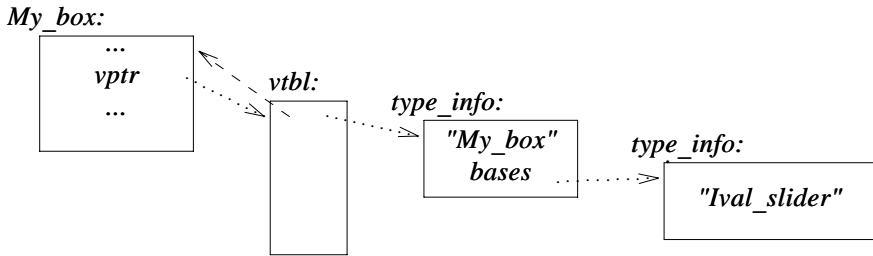 My_box:
...
vptr
...
vtbl:
type_info:
"My_box"
bases
type_info:
"Ival_slider"